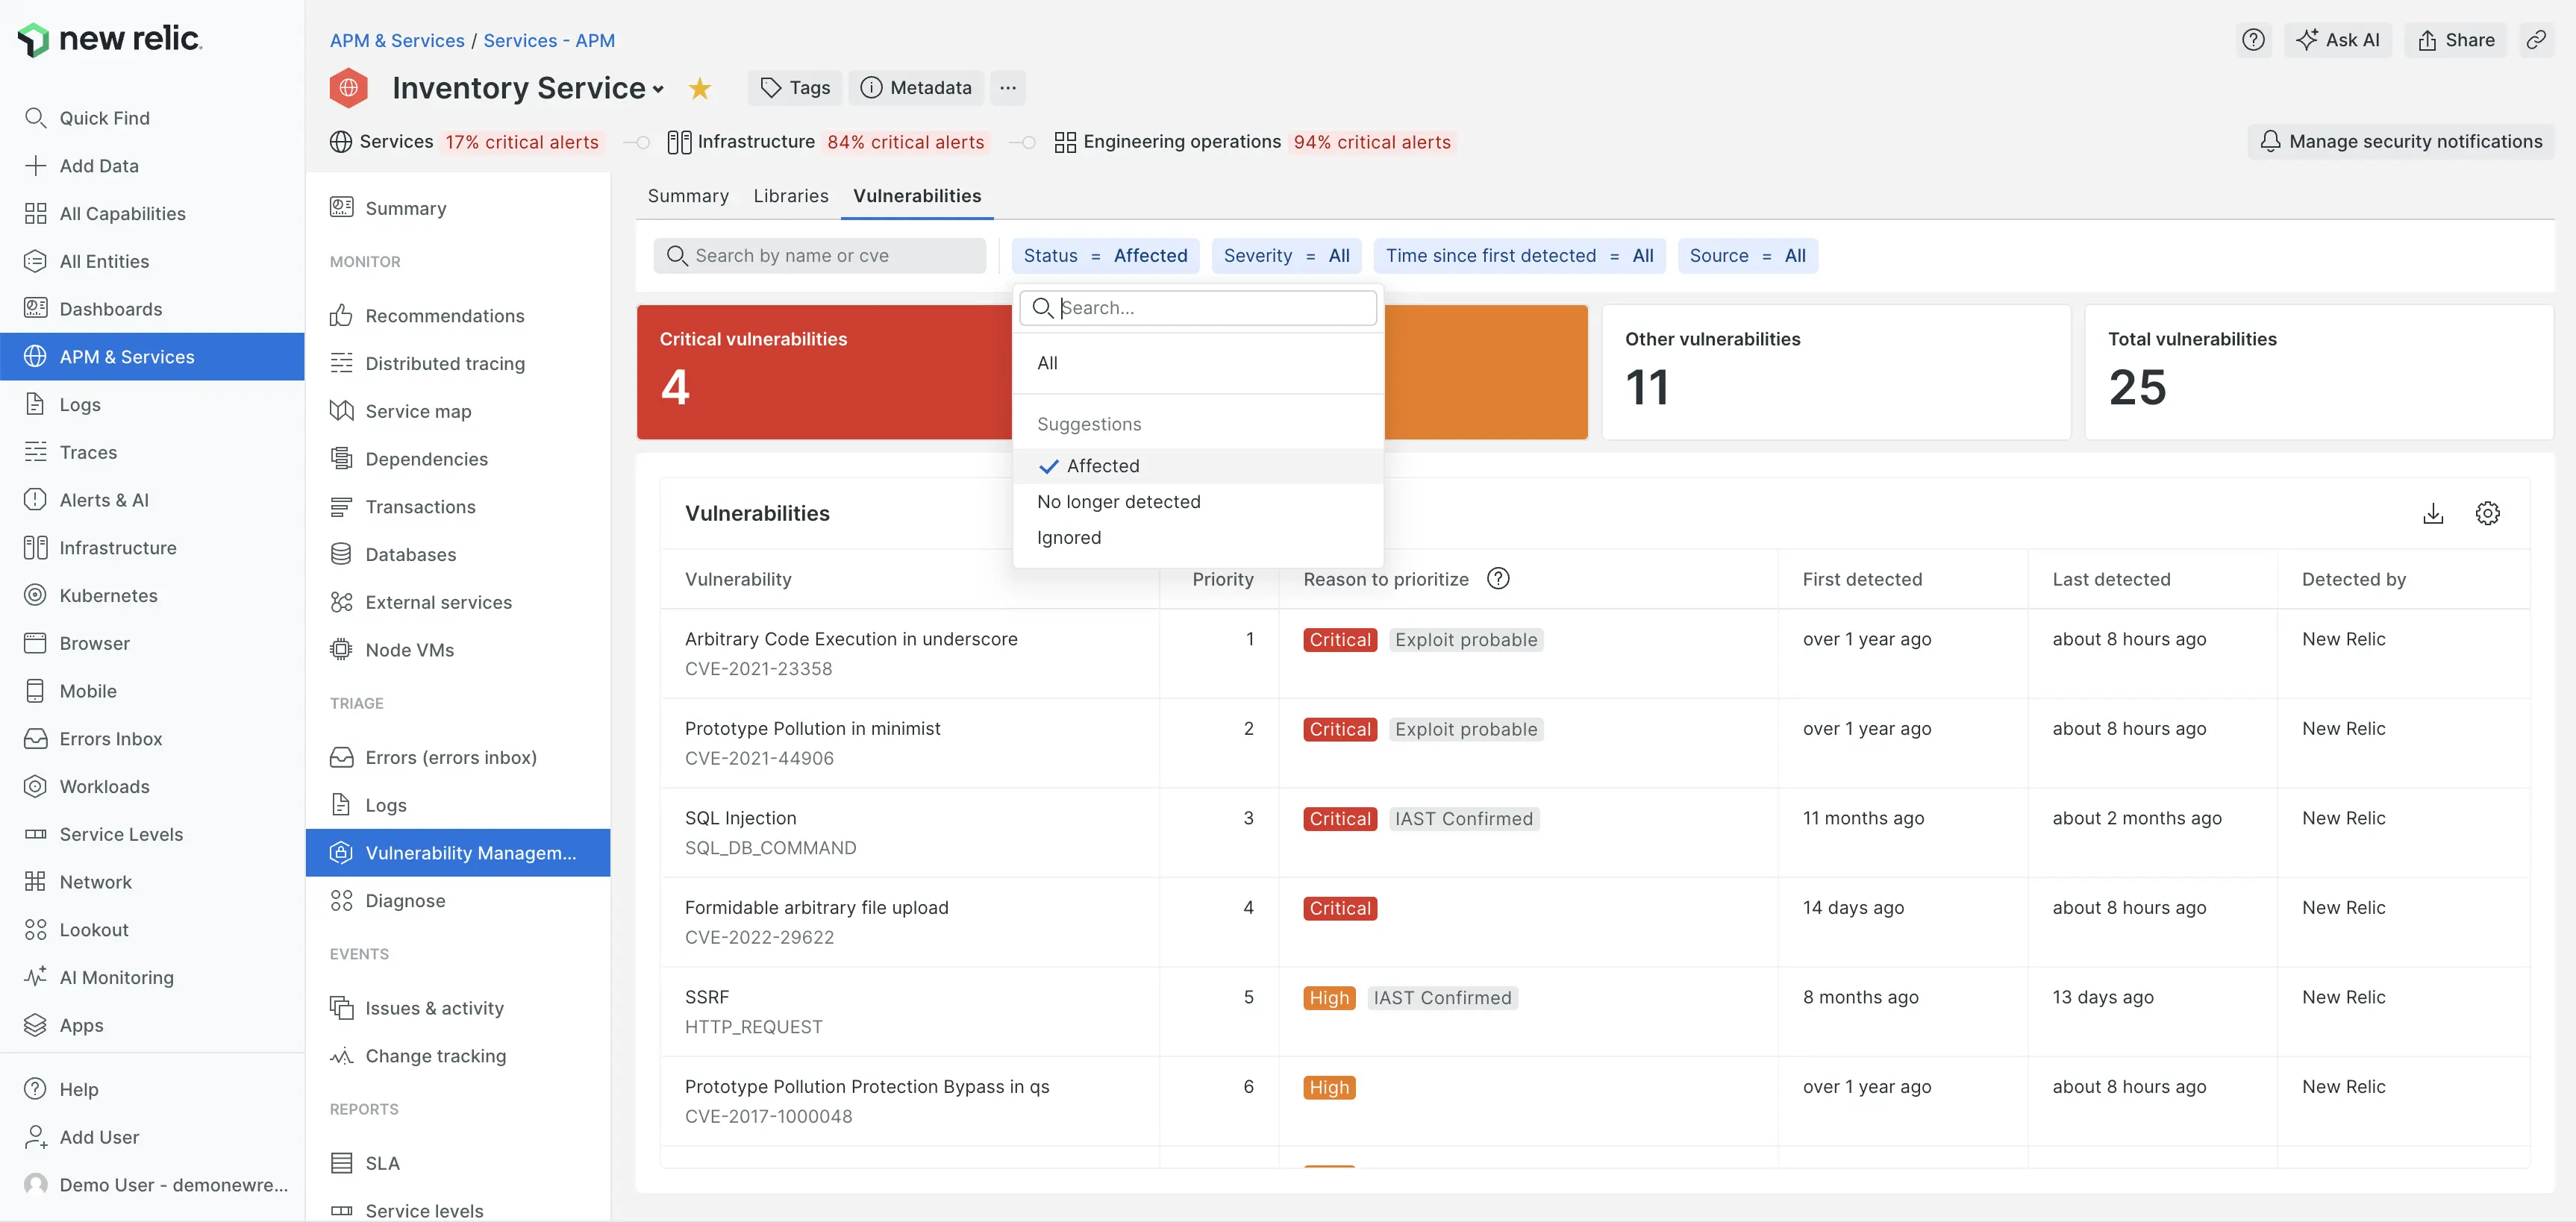 new relic
Quick Find
Add Data
All Capabilities
All Entities
Dashboards
APM & Services
Logs
Traces
Alerts & AI
Infrastructure
Kubernetes
Browser
Mobile
Errors Inbox
Workloads
Service Levels
Network
Lookout
AI Monitoring
Apps
Help
Add User
Demo User - demonewre...
APM & Services / Services - APM
Ask AI
Share
Inventory Service
Tags
Metadata
...
Services 17% critical alerts
Infrastructure 84% critical alerts
Engineering operations 94% critical alerts
Manage security notifications
Summary
MONITOR
Recommendations
Distributed tracing
Service map
Dependencies
Transactions
Databases
External services
Node VMs
TRIAGE
Errors (errors inbox)
Logs
Vulnerability Managem...
Diagnose
EVENTS
Issues & activity
Change tracking
REPORTS
SLA
Service levels
Summary Libraries Vulnerabilities
Search by name or cve
Status = Affected
Severity = All
Time since first detected = All
Source = All
Search...
All
Suggestions
Affected
No longer detected
Ignored
Critical vulnerabilities
4
Other vulnerabilities
11
Total vulnerabilities
25
Vulnerabilities
Vulnerability Priority Reason to prioritize First detected Last detected Detected by
Arbitrary Code Execution in underscore 1 Critical Exploit probable over 1 year ago about 8 hours ago New Relic
CVE-2021-23358
Prototype Pollution in minimist 2 Critical Exploit probable over 1 year ago about 8 hours ago New Relic
CVE-2021-44906
SQL Injection 3 Critical IAST Confirmed 11 months ago about 2 months ago New Relic
SQL_DB_COMMAND
Formidable arbitrary file upload 4 Critical 14 days ago about 8 hours ago New Relic
CVE-2022-29622
SSRF 5 High IAST Confirmed 8 months ago 13 days ago New Relic
HTTP_REQUEST
Prototype Pollution Protection Bypass in qs 6 High over 1 year ago about 8 hours ago New Relic
CVE-2017-1000048